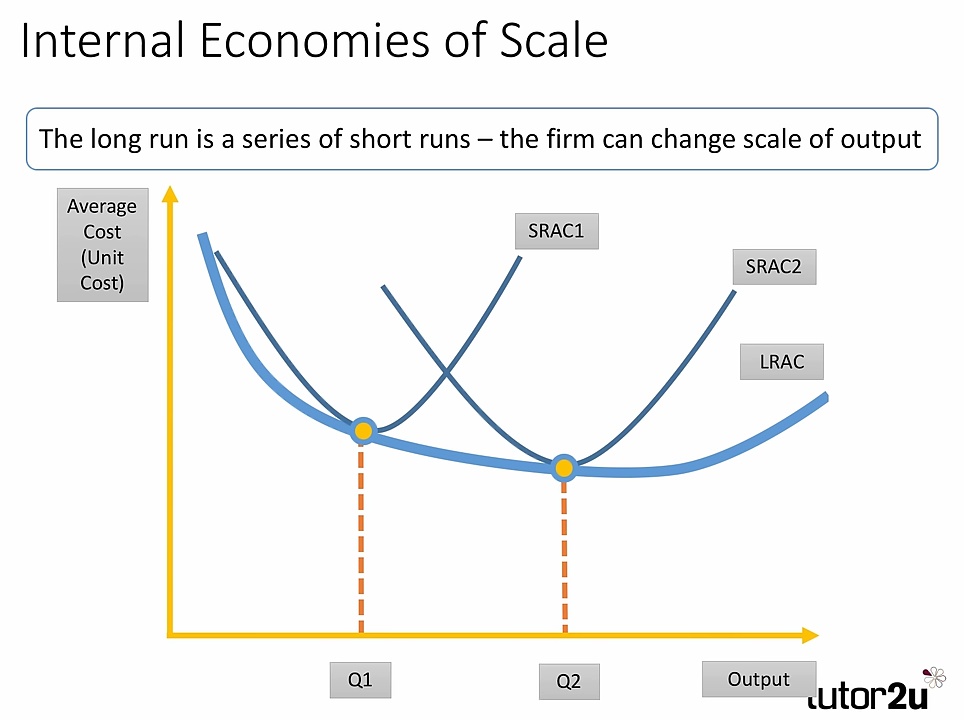 Internal Economies of Scale
The long run is a series of short runs – the firm can change scale of output
Average
Cost
(Unit
Cost)
SRAC1
SRAC2
LRAC
Q1
Q2
Output
tutor2u